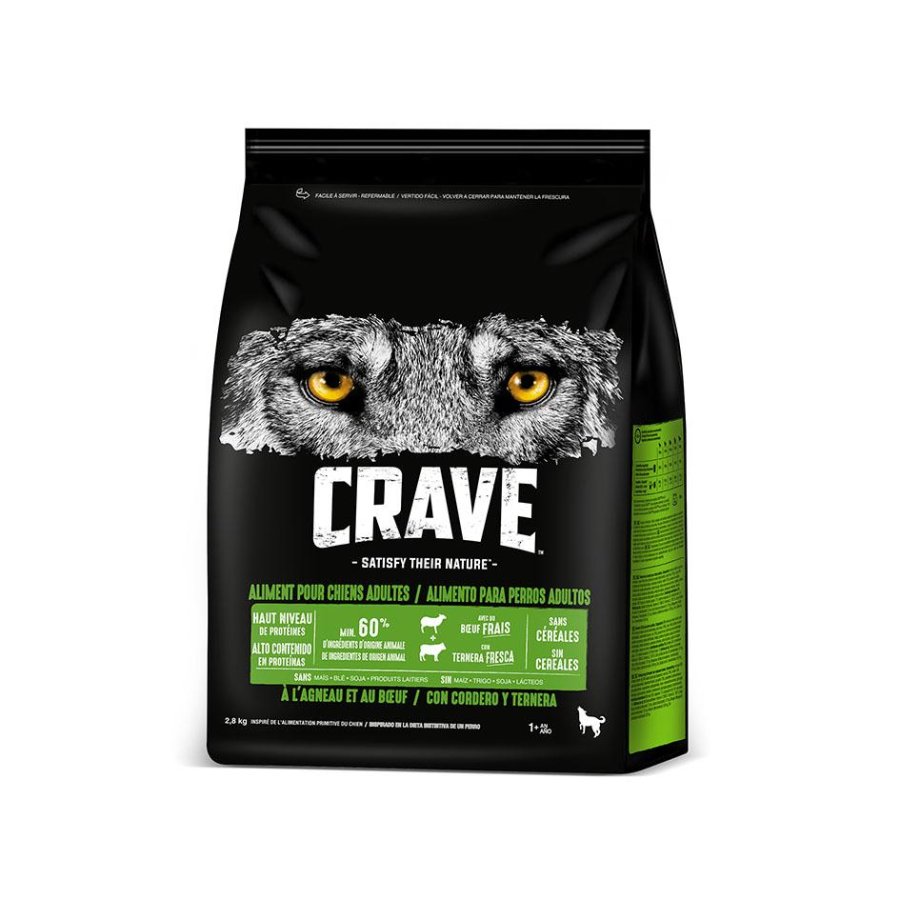 FACILE À SERVIR - REFERMABLE / VERTIDO FÁCIL - VOLVER A CERRAR PARA MANTENER LA FRESCURA
CRAVE™
- SATISFY THEIR NATURE™ -
ALIMENT POUR CHIENS ADULTES / ALIMENTO PARA PERROS ADULTOS
HAUT NIVEAU
DE PROTÉINES
ALTO CONTENIDO
EN PROTEÍNAS
MIN. 60%
D'INGRÉDIENTS D'ORIGINE ANIMALE
DE INGREDIENTES DE ORIGEN ANIMAL
+
AVEC DU
BŒUF FRAIS
CON
TERNERA FRESCA
SANS
CÉRÉALES
SIN
CEREALES
SANS MAÏS • BLÉ • SOJA • PRODUITS LAITIERS SIN MAÍZ • TRIGO • SOJA • LÁCTEOS
À L'AGNEAU ET AU BŒUF / CON CORDERO Y TERNERA
2,8 kg INSPIRÉ DE L'ALIMENTATION PRIMITIVE DU CHIEN / INSPIRADO EN LA DIETA INSTINTIVA DE UN PERRO
1+ AN
AÑO